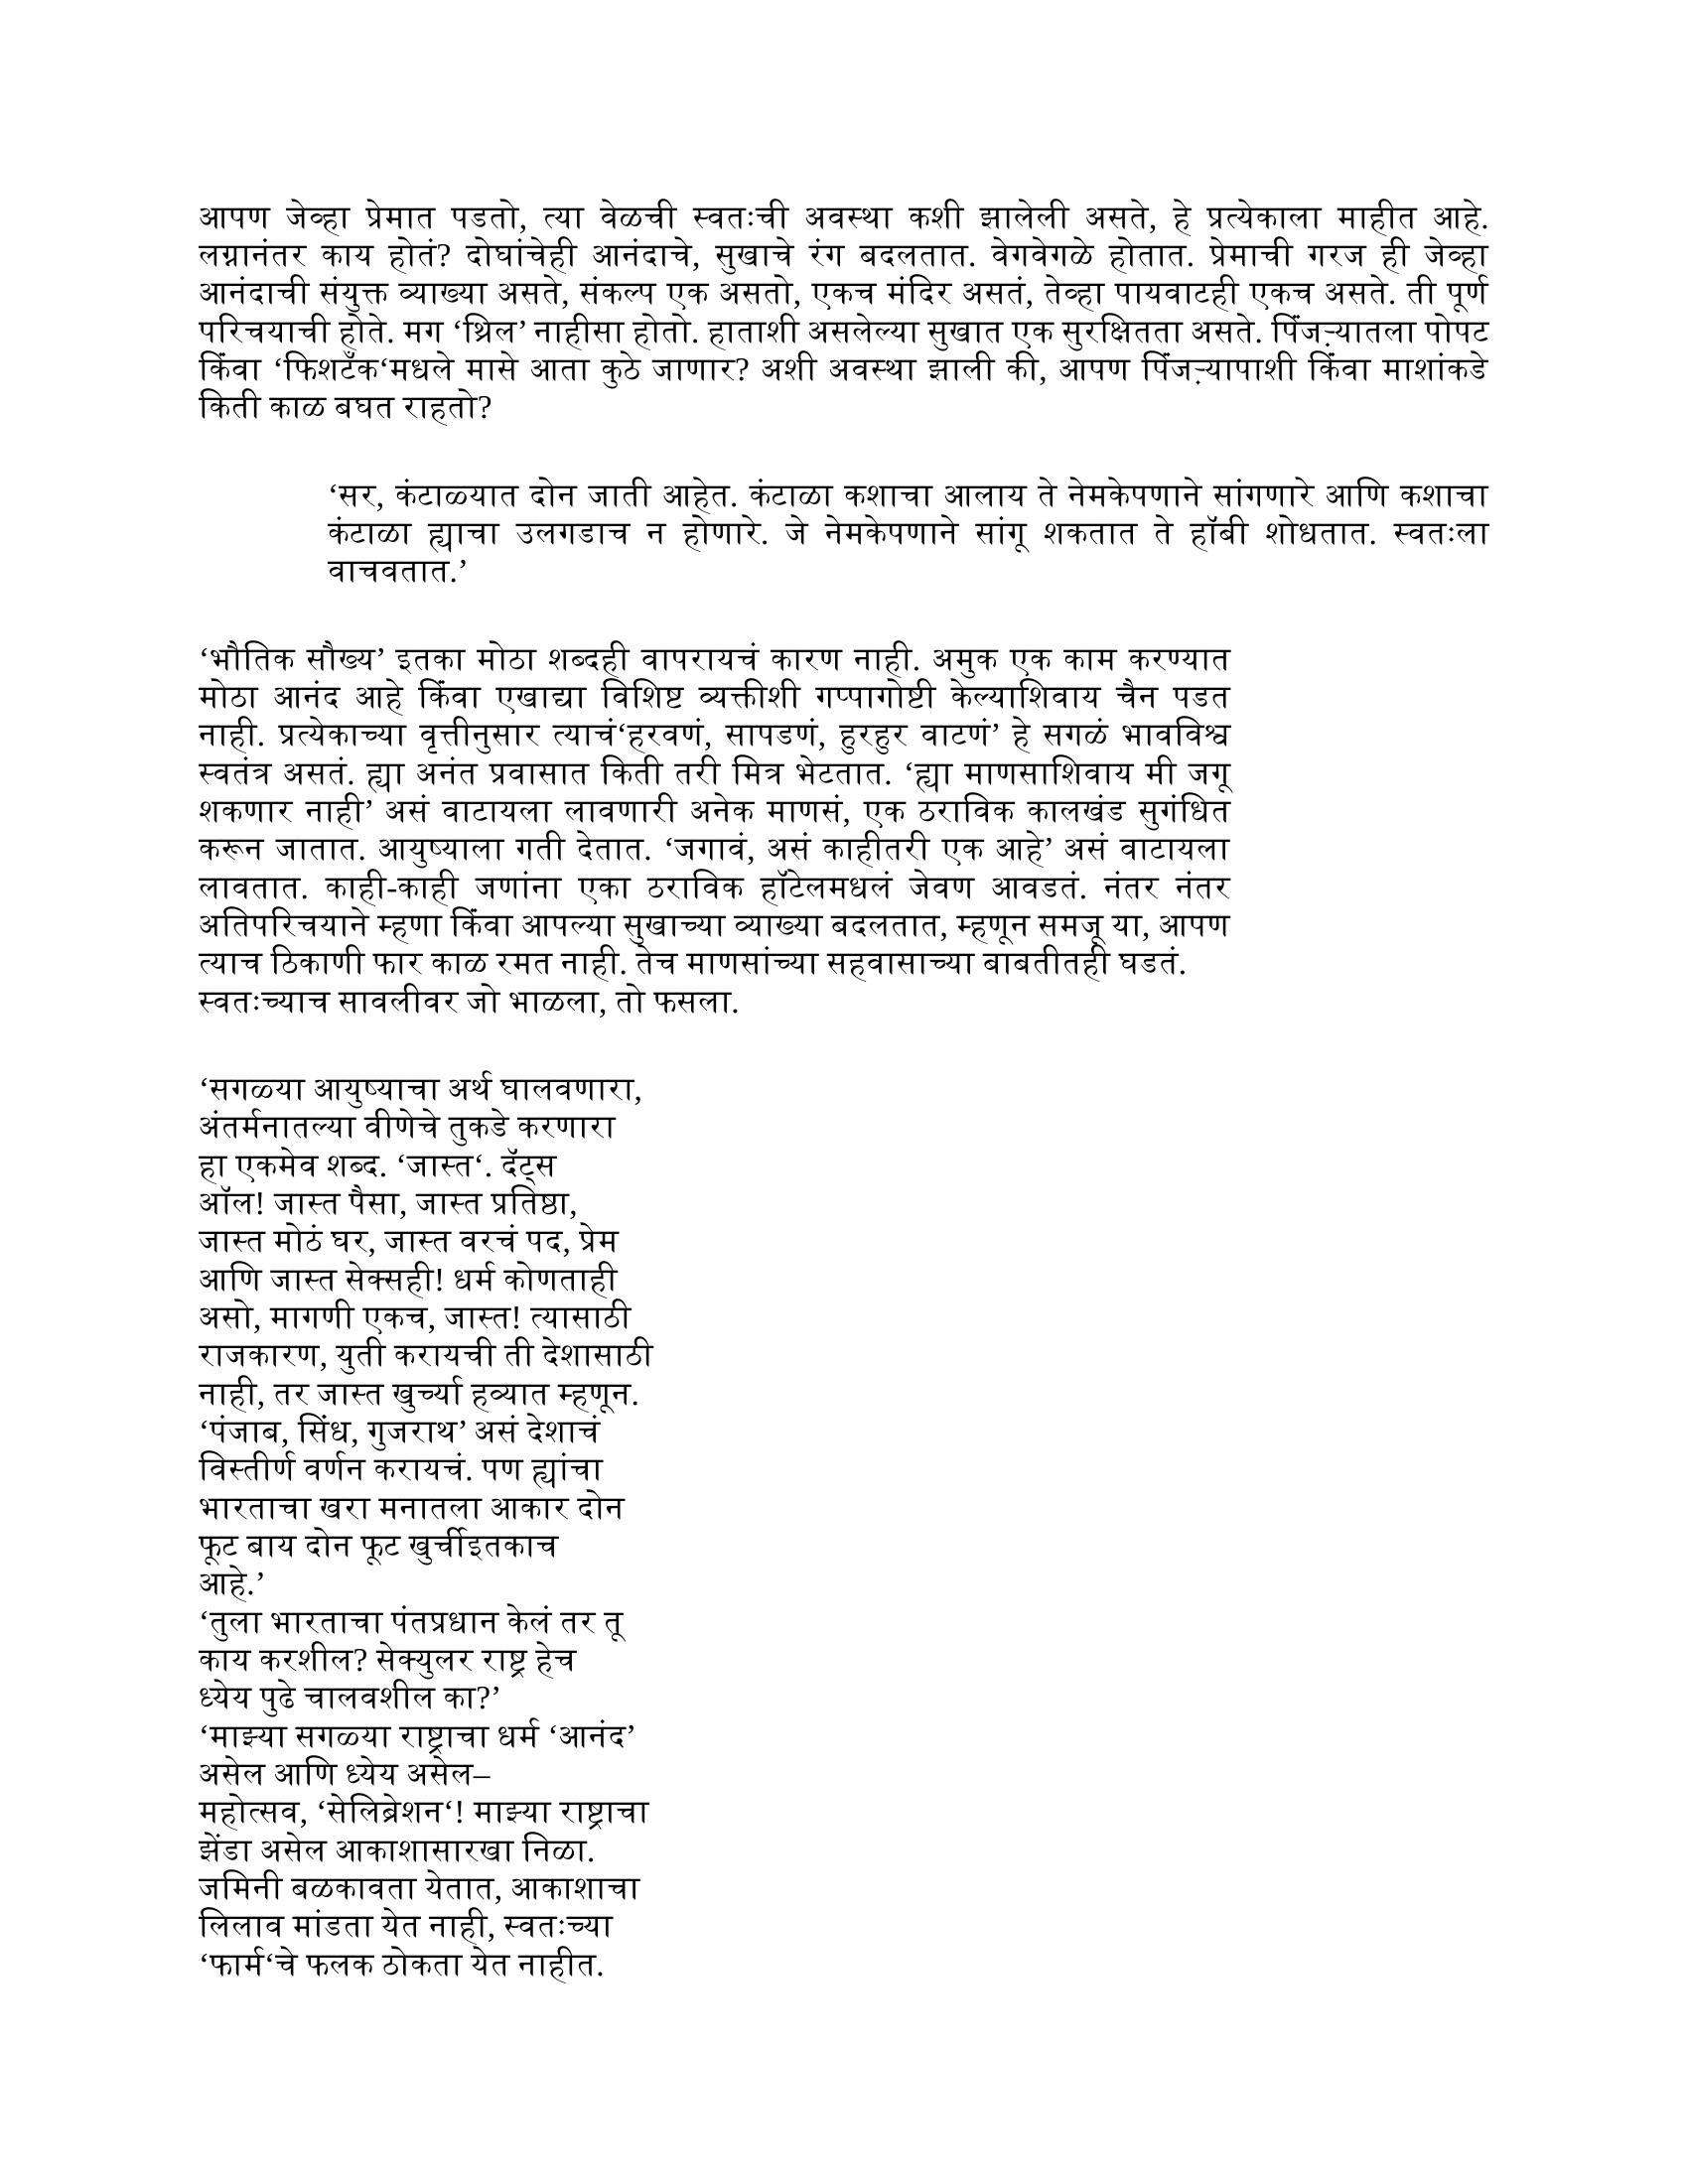 आपण जेव्हा प्रेमात पडतो, त्या वेळची स्वतःची अवस्था कशी झालेली असते, हे प्रत्येकाला माहीत आहे.
लग्नानंतर काय होतं? दोघांचेही आनंदाचे, सुखाचे रंग बदलतात. वेगवेगळे होतात. प्रेमाची गरज ही जेव्हा
आनंदाची संयुक्त व्याख्या असते, संकल्प एक असतो, एकच मंदिर असतं, तेव्हा पायवाटही एकच असते. ती पूर्ण
परिचयाची होते. मग ‘थ्रिल’ नाहीसा होतो. हाताशी असलेल्या सुखात एक सुरक्षितता असते. पिंजऱ्यातला पोपट
किंवा ‘फिशटँक‘मधले मासे आता कुठे जाणार? अशी अवस्था झाली की, आपण पिंजऱ्यापाशी किंवा माशांकडे
किती काळ बघत राहतो?
‘सर, कंटाळ्यात दोन जाती आहेत. कंटाळा कशाचा आलाय ते नेमकेपणाने सांगणारे आणि कशाचा
कंटाळा ह्याचा उलगडाच न होणारे. जे नेमकेपणाने सांगू शकतात ते हॉबी शोधतात. स्वतःला
वाचवतात.’
‘भौतिक सौख्य’ इतका मोठा शब्दही वापरायचं कारण नाही. अमुक एक काम करण्यात
मोठा आनंद आहे किंवा एखाद्या विशिष्ट व्यक्तीशी गप्पागोष्टी केल्याशिवाय चैन पडत
नाही. प्रत्येकाच्या वृत्तीनुसार त्याचं‘हरवणं, सापडणं, हुरहुर वाटणं’ हे सगळं भावविश्व
स्वतंत्र असतं. ह्या अनंत प्रवासात किती तरी मित्र भेटतात. ‘ह्या माणसाशिवाय मी जगू
शकणार नाही’ असं वाटायला लावणारी अनेक माणसं, एक ठराविक कालखंड सुगंधित
करून जातात. आयुष्याला गती देतात. ‘जगावं, असं काहीतरी एक आहे’ असं वाटायला
लावतात. काही-काही जणांना एका ठराविक हॉटेलमधलं जेवण आवडतं. नंतर नंतर
अतिपरिचयाने म्हणा किंवा आपल्या सुखाच्या व्याख्या बदलतात, म्हणून समजू या, आपण
त्याच ठिकाणी फार काळ रमत नाही. तेच माणसांच्या सहवासाच्या बाबतीतही घडतं.
स्वतःच्याच सावलीवर जो भाळला, तो फसला.
‘सगळ्या आयुष्याचा अर्थ घालवणारा,
अंतर्मनातल्या वीणेचे तुकडे करणारा
हा एकमेव शब्द. ‘जास्त‘. दॅट्स
ऑल! जास्त पैसा, जास्त प्रतिष्ठा,
जास्त मोठं घर, जास्त वरचं पद, प्रेम
आणि जास्त सेक्सही! धर्म कोणताही
असो, मागणी एकच, जास्त! त्यासाठी
राजकारण, युती करायची ती देशासाठी
नाही, तर जास्त खुर्च्या हव्यात म्हणून.
‘पंजाब, सिंध, गुजराथ’ असं देशाचं
विस्तीर्ण वर्णन करायचं. पण ह्यांचा
भारताचा खरा मनातला आकार दोन
फूट बाय दोन फूट खुर्चीइतकाच
आहे.’
‘तुला भारताचा पंतप्रधान केलं तर तू
काय करशील? सेक्युलर राष्ट्र हेच
ध्येय पुढे चालवशील का?’
‘माझ्या सगळ्या राष्ट्राचा धर्म ‘आनंद’
असेल आणि ध्येय असेल–
महोत्सव, ‘सेलिब्रेशन‘! माझ्या राष्ट्राचा
झेंडा असेल आकाशासारखा निळा.
जमिनी बळकावता येतात, आकाशाचा
लिलाव मांडता येत नाही, स्वतःच्या
‘फार्म‘चे फलक ठोकता येत नाहीत.